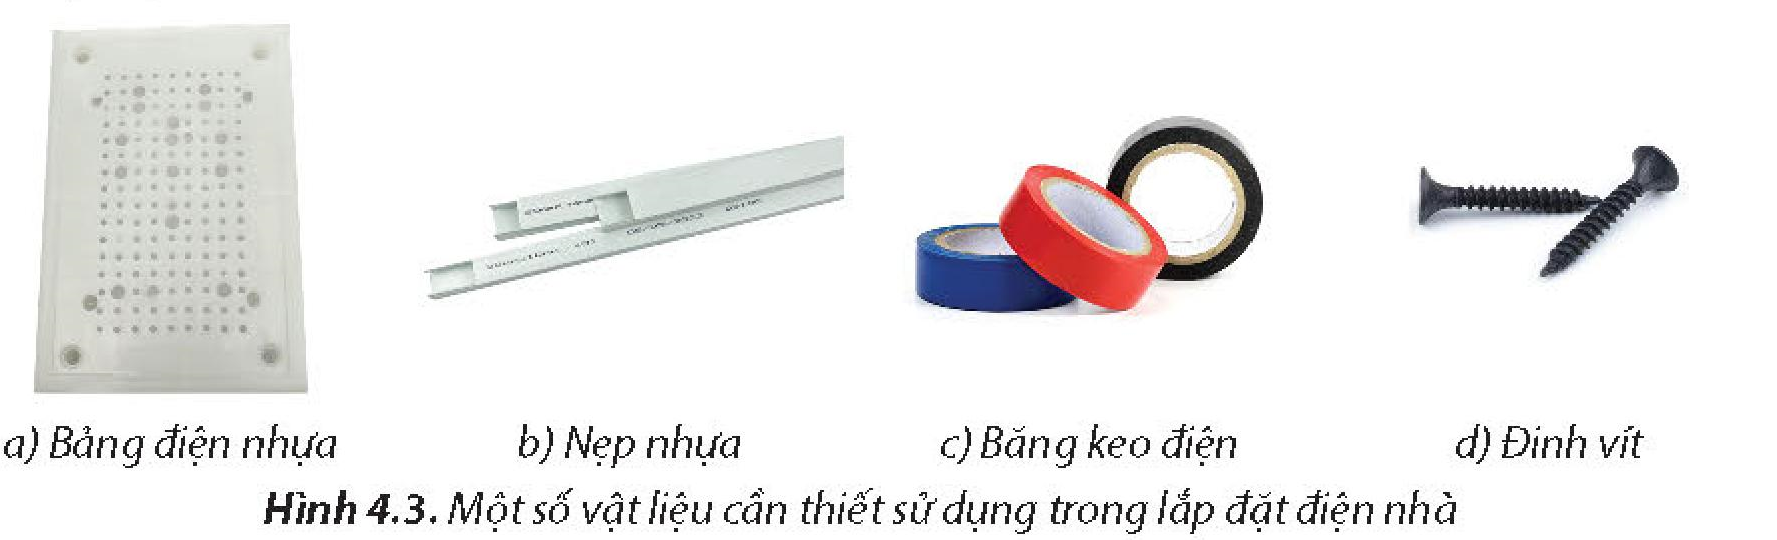 a) Bảng điện nhựa
b) Nẹp nhựa
c) Băng keo điện
d) Đinh vít
Hình 4.3. Một số vật liệu cần thiết sử dụng trong lắp đặt điện nhà